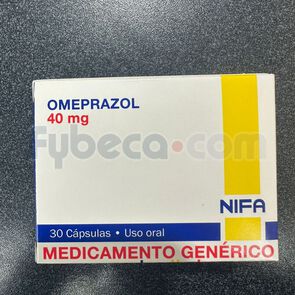 OMEPRAZOL
40 mg
Fybeca.com
30 Cápsulas • Uso oral
NIFA
MEDICAMENTO GENÉRICO